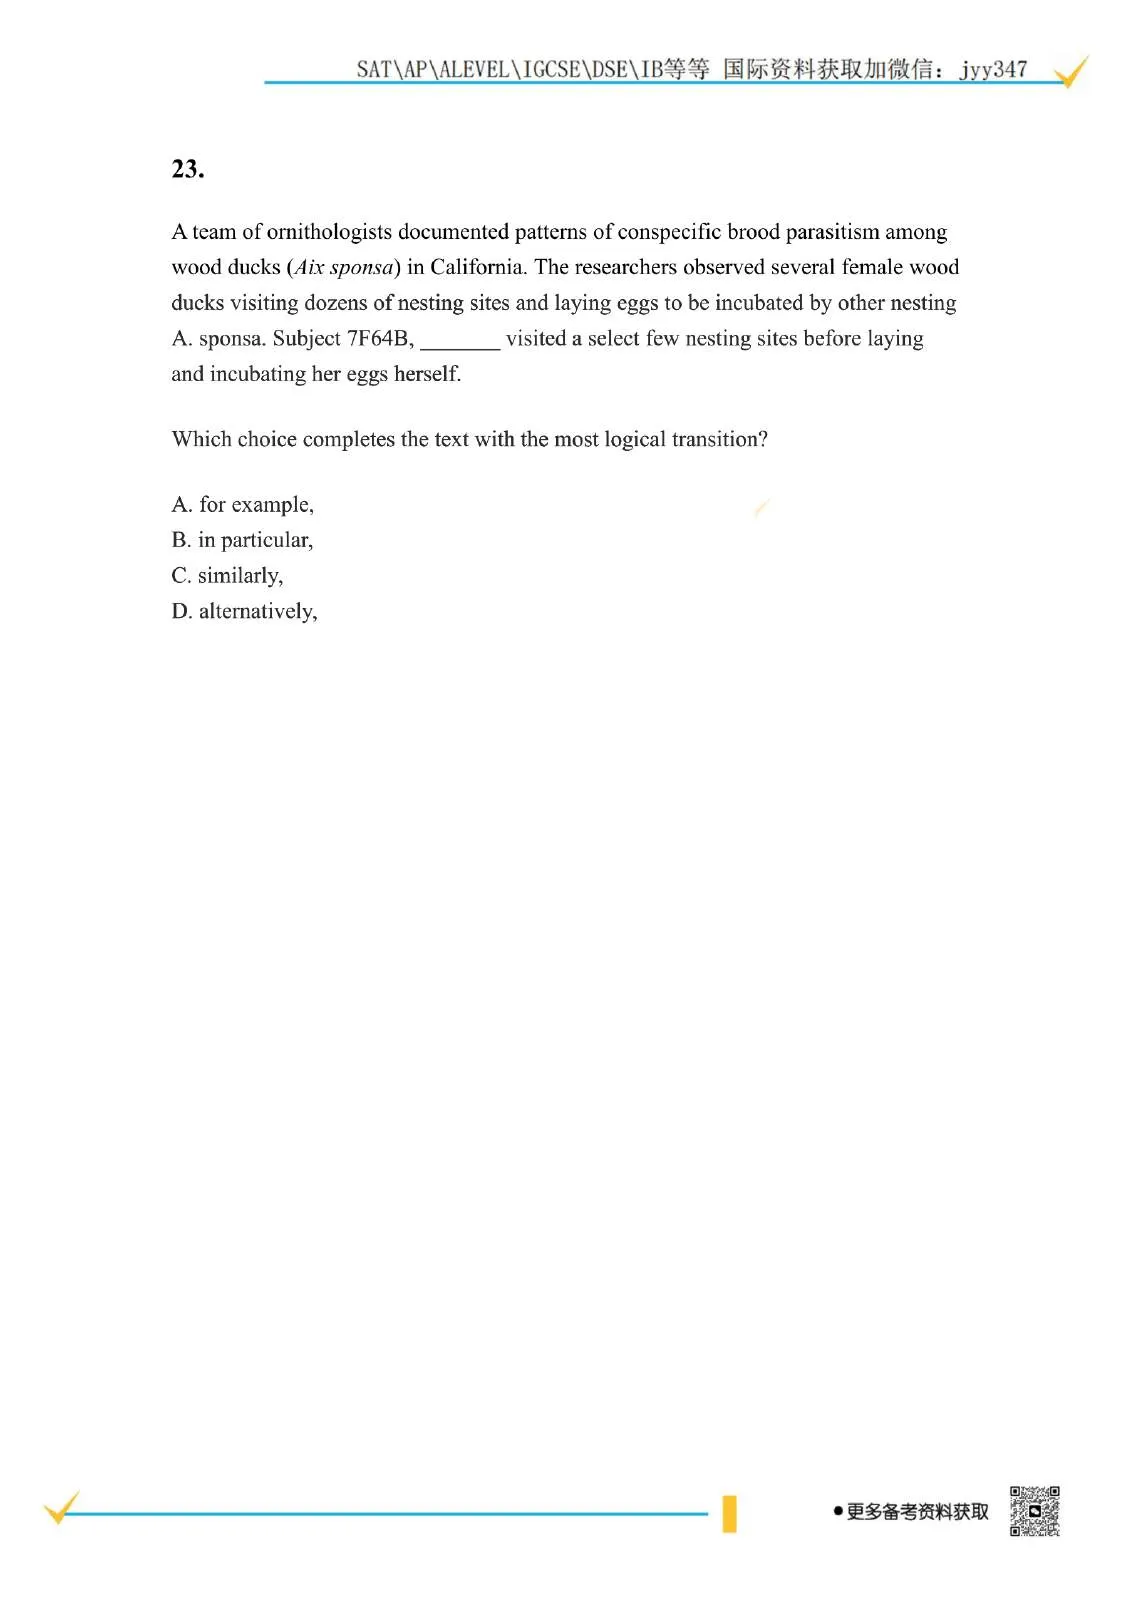 SAT\AP\ALEVEL\IGCSE\DSE\IB等等 国际资料获取加微信：jyy347
23.
A team of ornithologists documented patterns of conspecific brood parasitism among
wood ducks (Aix sponsa) in California. The researchers observed several female wood
ducks visiting dozens of nesting sites and laying eggs to be incubated by other nesting
A. sponsa. Subject 7F64B, _______ visited a select few nesting sites before laying
and incubating her eggs herself.
Which choice completes the text with the most logical transition?
A. for example,
B. in particular,
C. similarly,
D. alternatively,
●更多备考资料获取